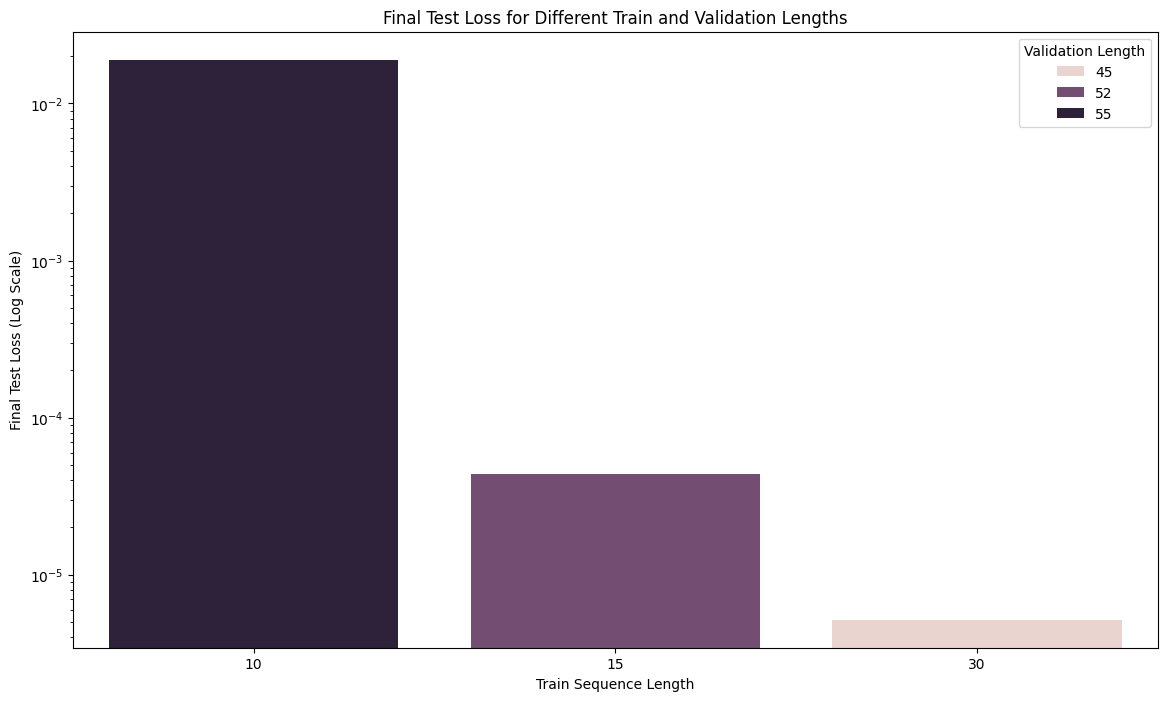 Final Test Loss for Different Train and Validation Lengths
Final Test Loss (Log Scale)
10⁻²
10⁻³
10⁻⁴
10⁻⁵
Validation Length
45
52
55
10 15 30
Train Sequence Length